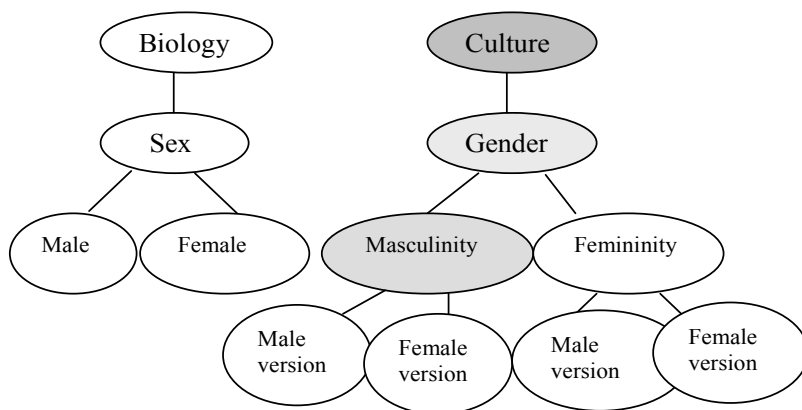 Biology
Culture
Sex
Gender
Male
Female
Masculinity
Femininity
Male
version
Female
version
Male
version
Female
version